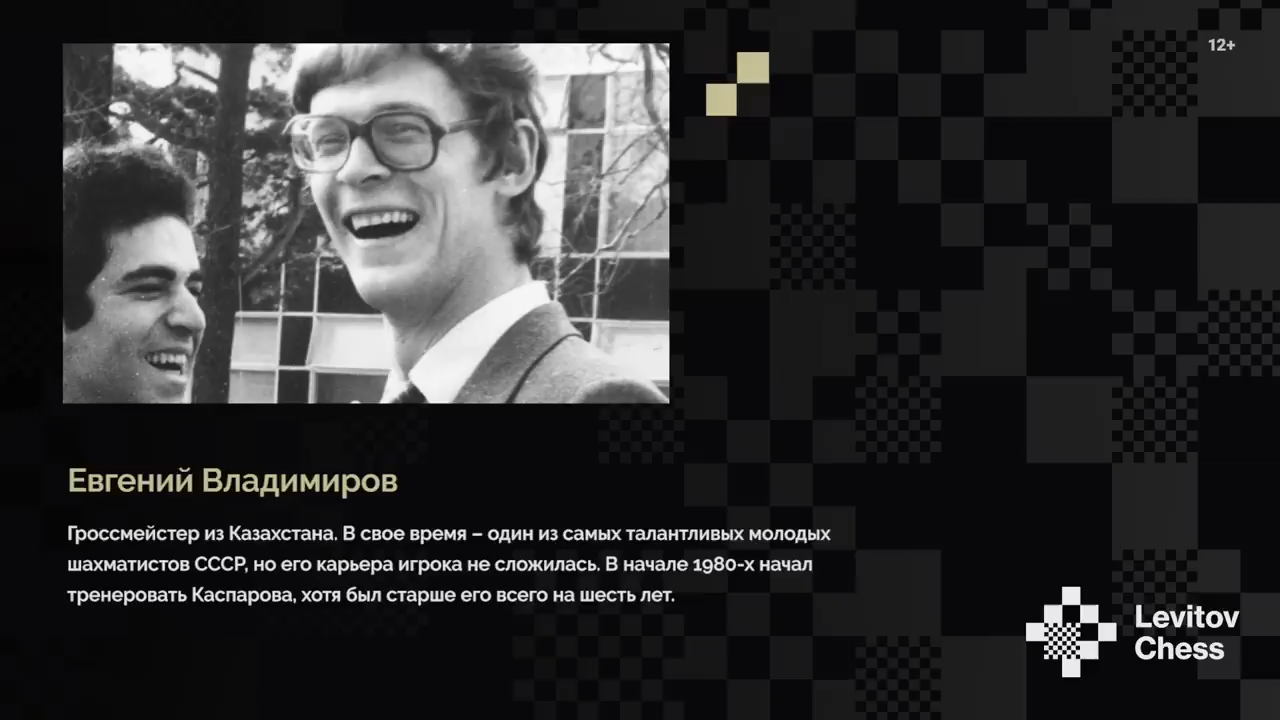 12+
Евгений Владимиров
Гроссмейстер из Казахстана. В свое время – один из самых талантливых молодых
шахматистов СССР, но его карьера игрока не сложилась. В начале 1980-х начал
тренеровать Каспарова, хотя был старше его всего на шесть лет.
Levitov
Chess